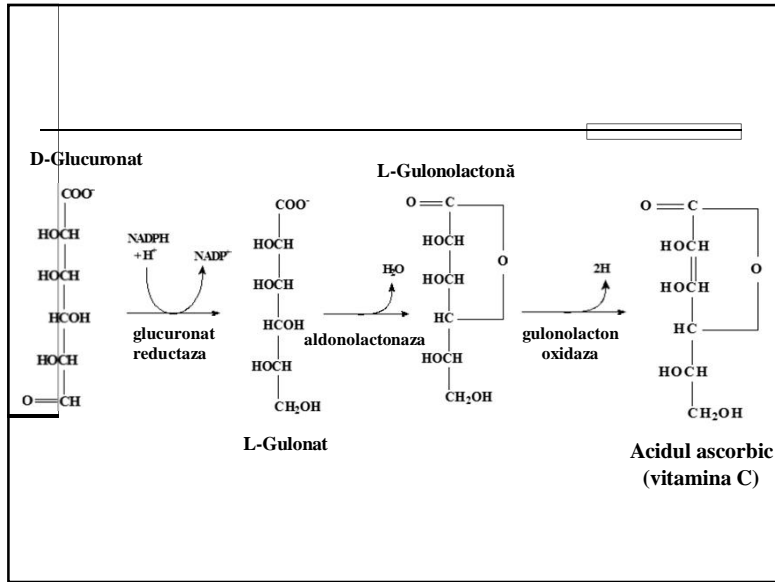 D-Glucuronat
COO⁻
HOCH
HOCH
HCOH
HOCH
O=CH
NADPH
+H⁺
NADP⁺
glucuronat
reductaza
COO⁻
HOCH
HOCH
HCOH
HOCH
CH₂OH
L-Gulonat
H₂O
aldonolactonaza
L-Gulonolactonă
O=C
HOCH
HOCH
O
HC
HOCH
CH₂OH
2H
gulonolacton
oxidaza
O=C
HOCH
HOCH
O
HC
HOCH
CH₂OH
Acidul ascorbic
(vitamina C)